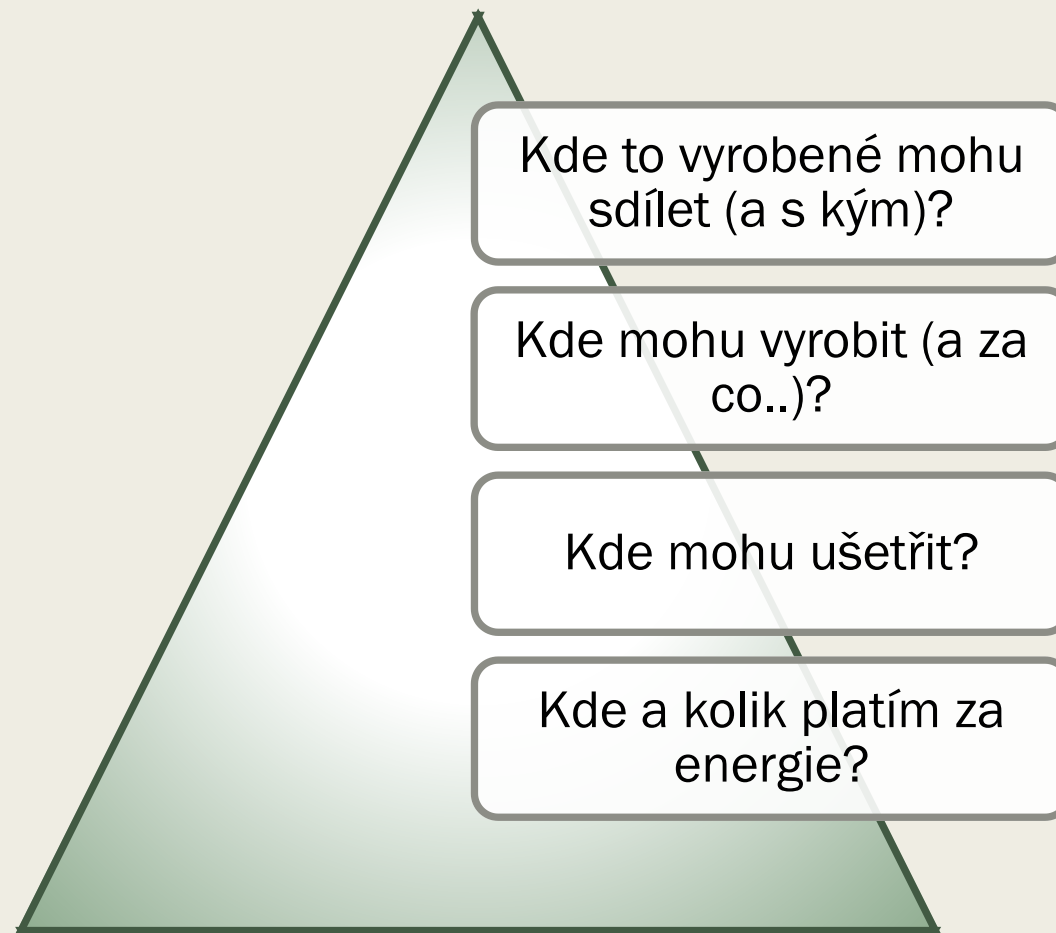 Kde to vyrobené mohu
sdílet (a s kým)?
Kde mohu vyrobit (a za
co..)?
Kde mohu ušetřit?
Kde a kolik platím za
energie?